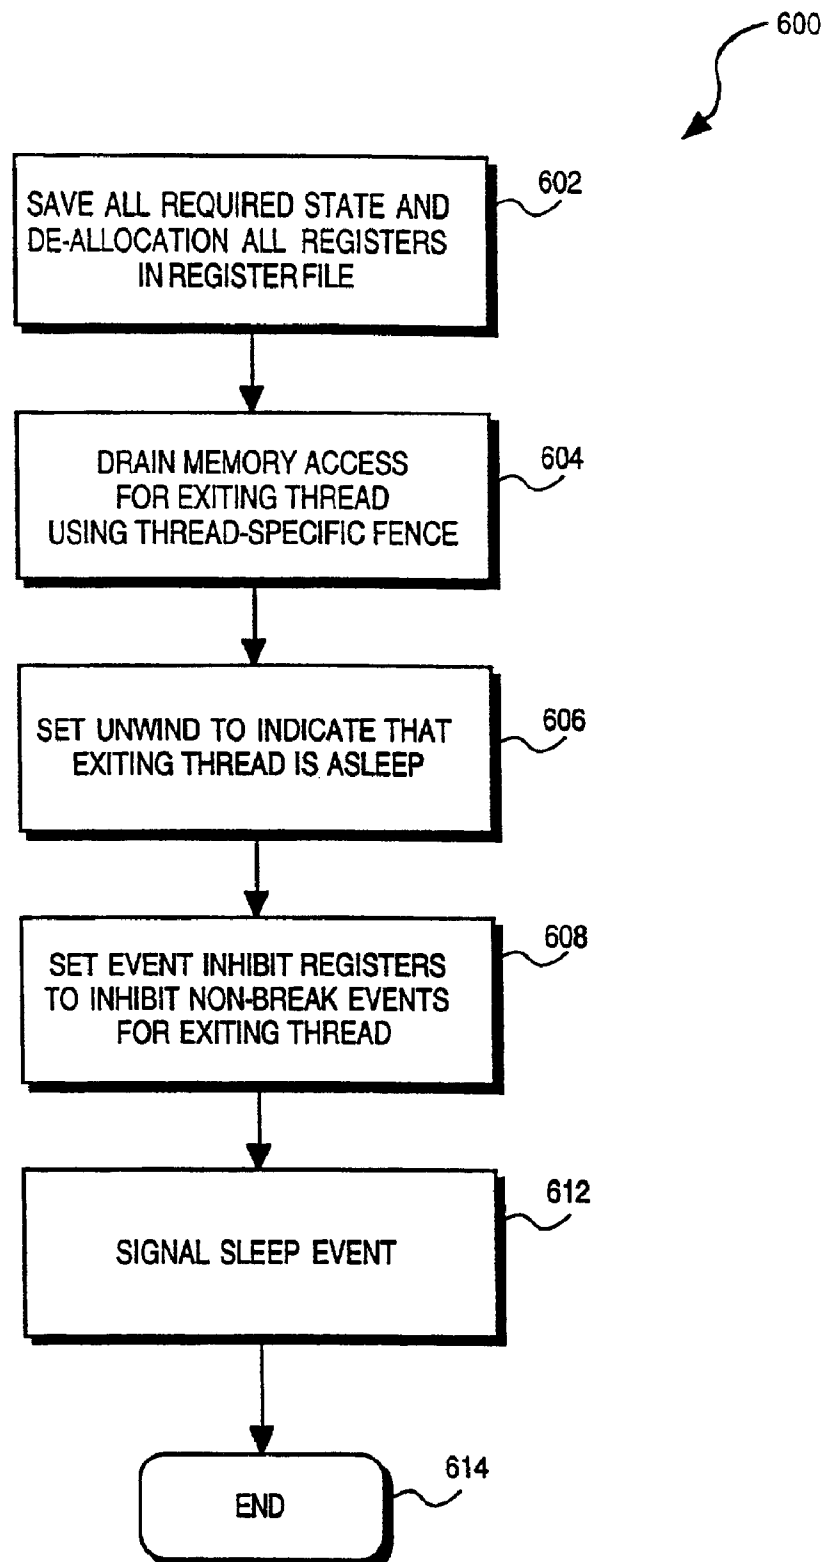 600
SAVE ALL REQUIRED STATE AND
DE-ALLOCATION ALL REGISTERS
IN REGISTER FILE
602
DRAIN MEMORY ACCESS
FOR EXITING THREAD
USING THREAD-SPECIFIC FENCE
604
SET UNWIND TO INDICATE THAT
EXITING THREAD IS ASLEEP
606
SET EVENT INHIBIT REGISTERS
TO INHIBIT NON-BREAK EVENTS
FOR EXITING THREAD
608
SIGNAL SLEEP EVENT
612
END
614